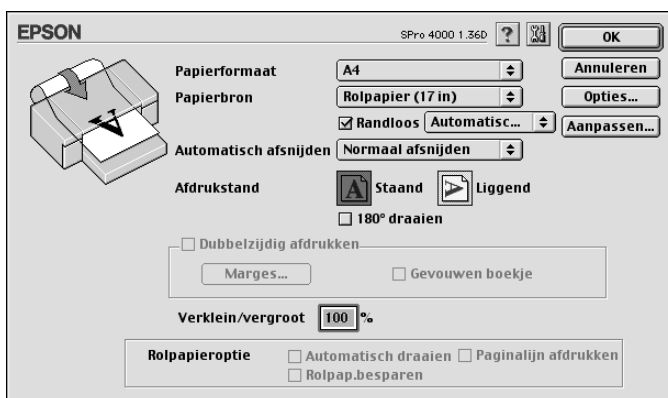 EPSON SPro 4000 1.36D ? OK
Papierformaat A4 Annuleren
Papierbron Rolpapier (17 in) Opties...
Randloos Automatisc... Aanpassen...
Automatisch afsnijden Normaal afsnijden
Afdrukstand A Staand A Liggend
180° draaien
Dubbelzijdig afdrukken
Marges... Gevouwen boekje
Verklein/vergroot 100 %
Rolpapieroptie Automatisch draaien Paginalijn afdrukken
Rolpap.besparen